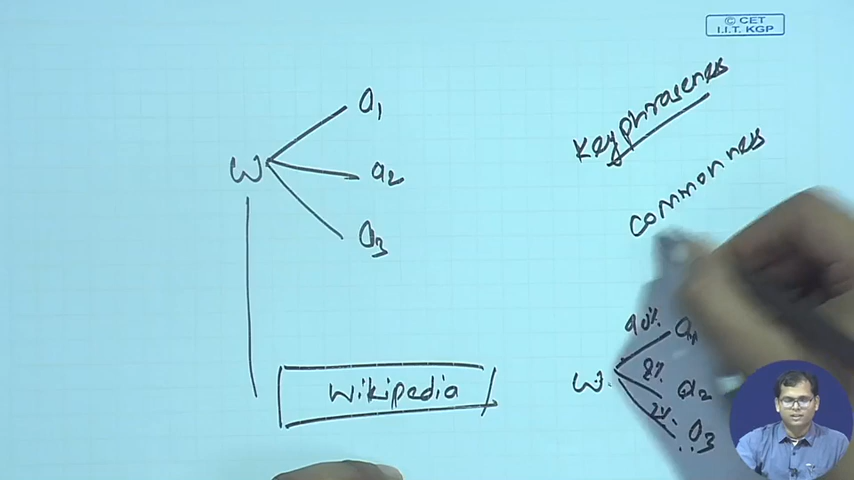 © CET
I.I.T. KGP
Keyphraseness
Commonness
W
a1
a2
a3
Wikipedia
W.
90%
a1
8%
a2
2%
a3